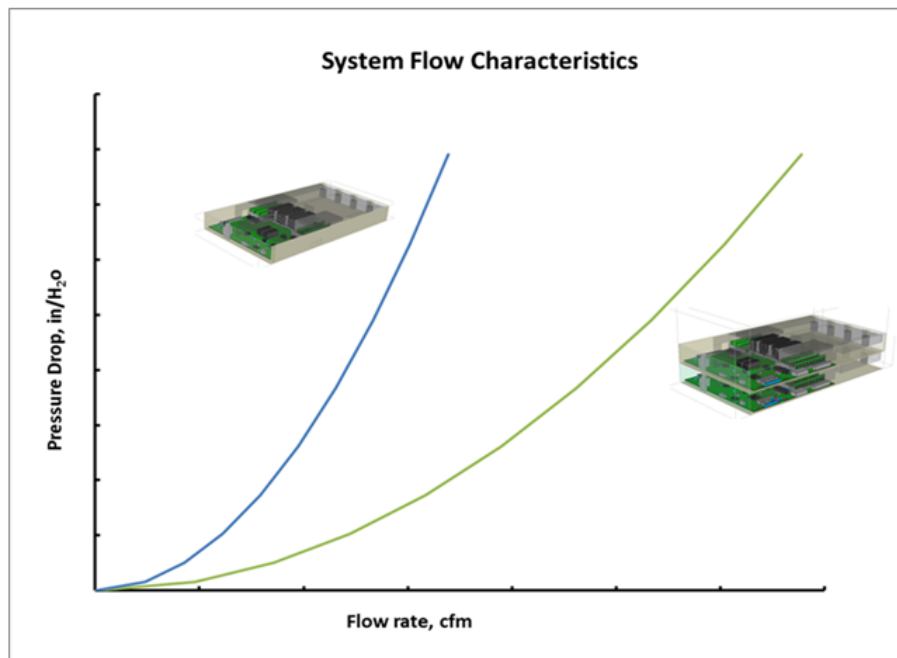 System Flow Characteristics
Pressure Drop, in/H₂o
Flow rate, cfm